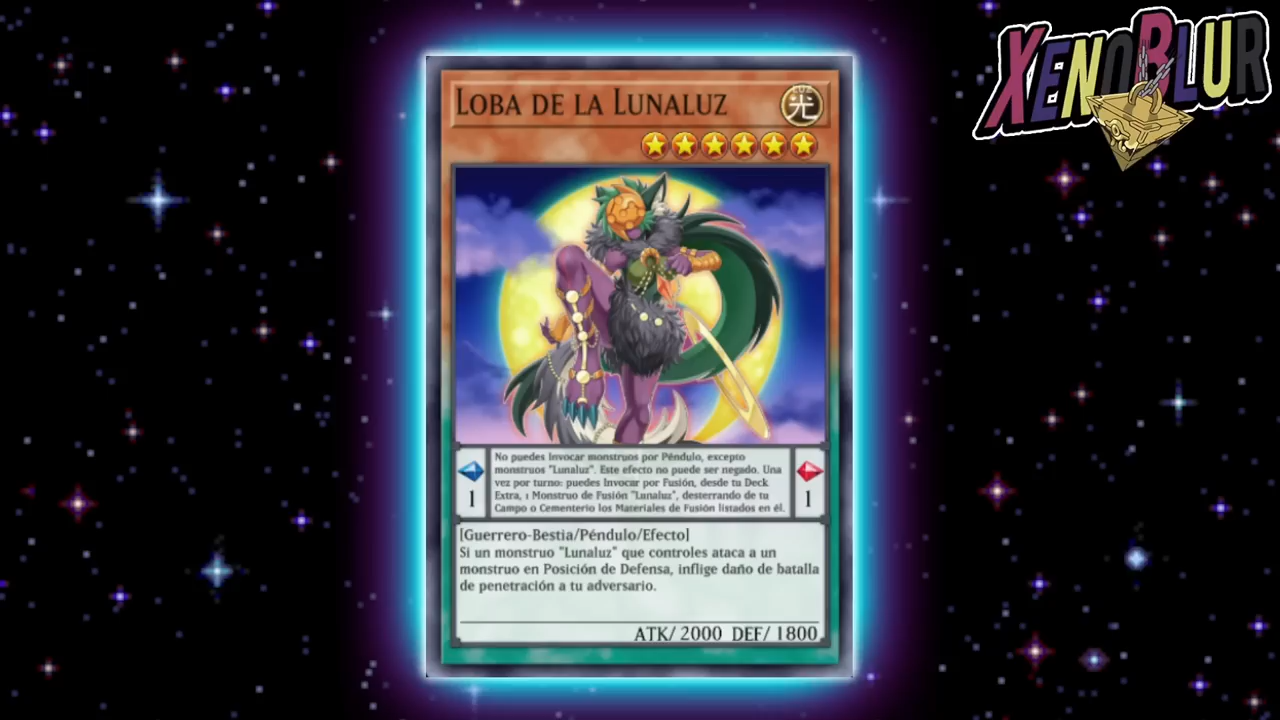 XENOBLUR
LOBA DE LA LUNALUZ
LUZ
光
No puedes Invocar monstruos por Péndulo, excepto
monstruos "Lunaluz". Este efecto no puede ser negado. Una
vez por turno: puedes Invocar por Fusión, desde tu Deck
Extra, 1 Monstruo de Fusión "Lunaluz", desterrando de tu
Campo o Cementerio los Materiales de Fusión listados en él.
1
1
[Guerrero-Bestia/Péndulo/Efecto]
Si un monstruo "Lunaluz" que controles ataca a un
monstruo en Posición de Defensa, inflige daño de batalla
de penetración a tu adversario.
ATK/ 2000 DEF/ 1800